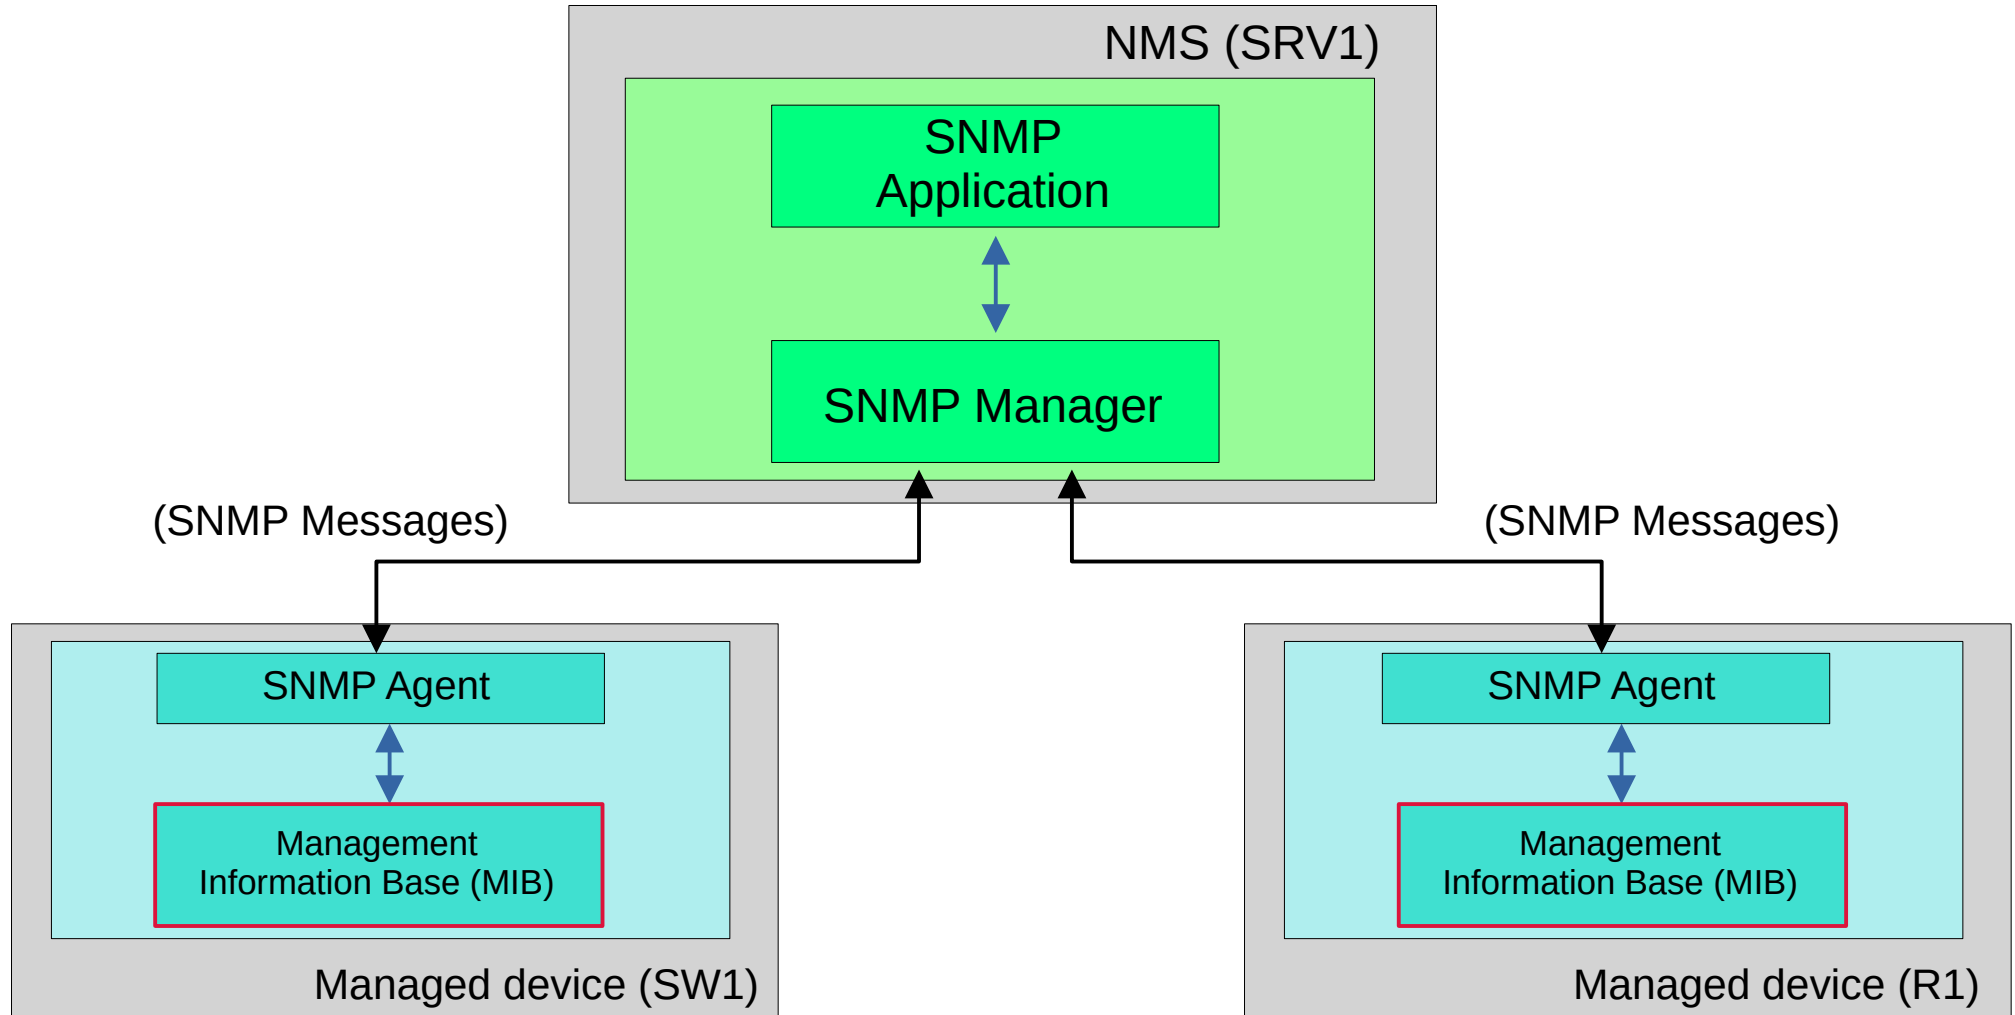 NMS (SRV1)
SNMP
Application
SNMP Manager
(SNMP Messages)
(SNMP Messages)
SNMP Agent
Management
Information Base (MIB)
Managed device (SW1)
SNMP Agent
Management
Information Base (MIB)
Managed device (R1)